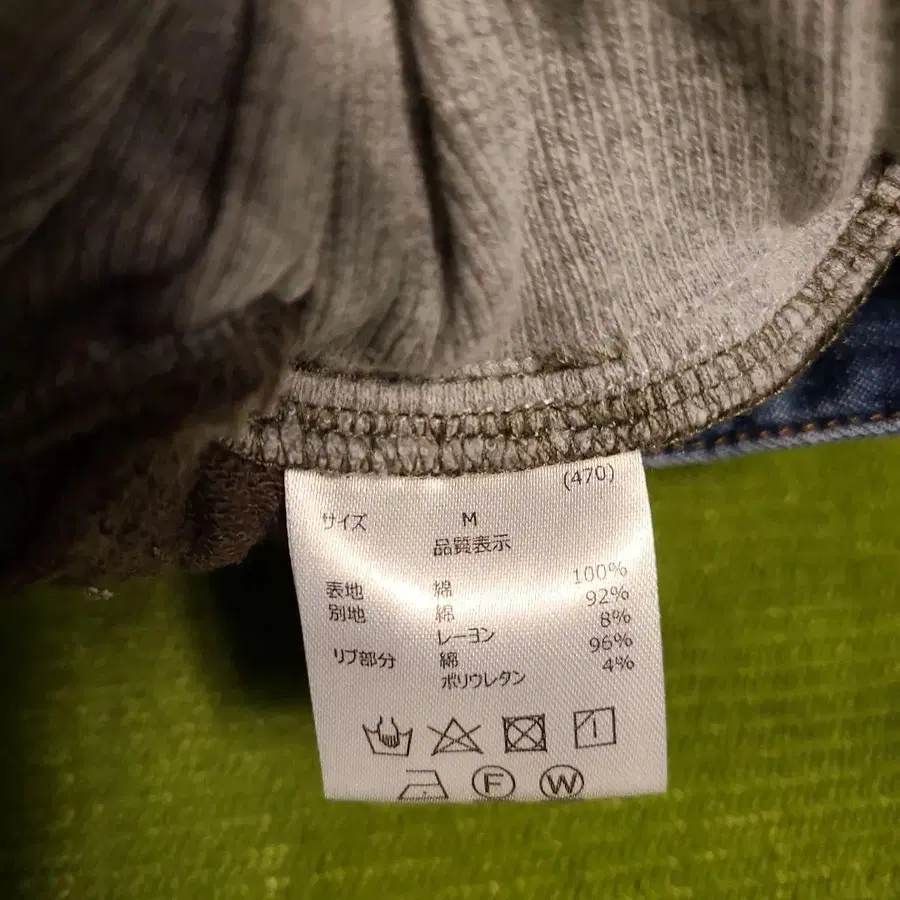 (470)
サイズ M
品質表示
表地 綿 100%
別地 綿 92%
レーヨン 8%
リブ部分 綿 96%
ポリウレタン 4%
F W